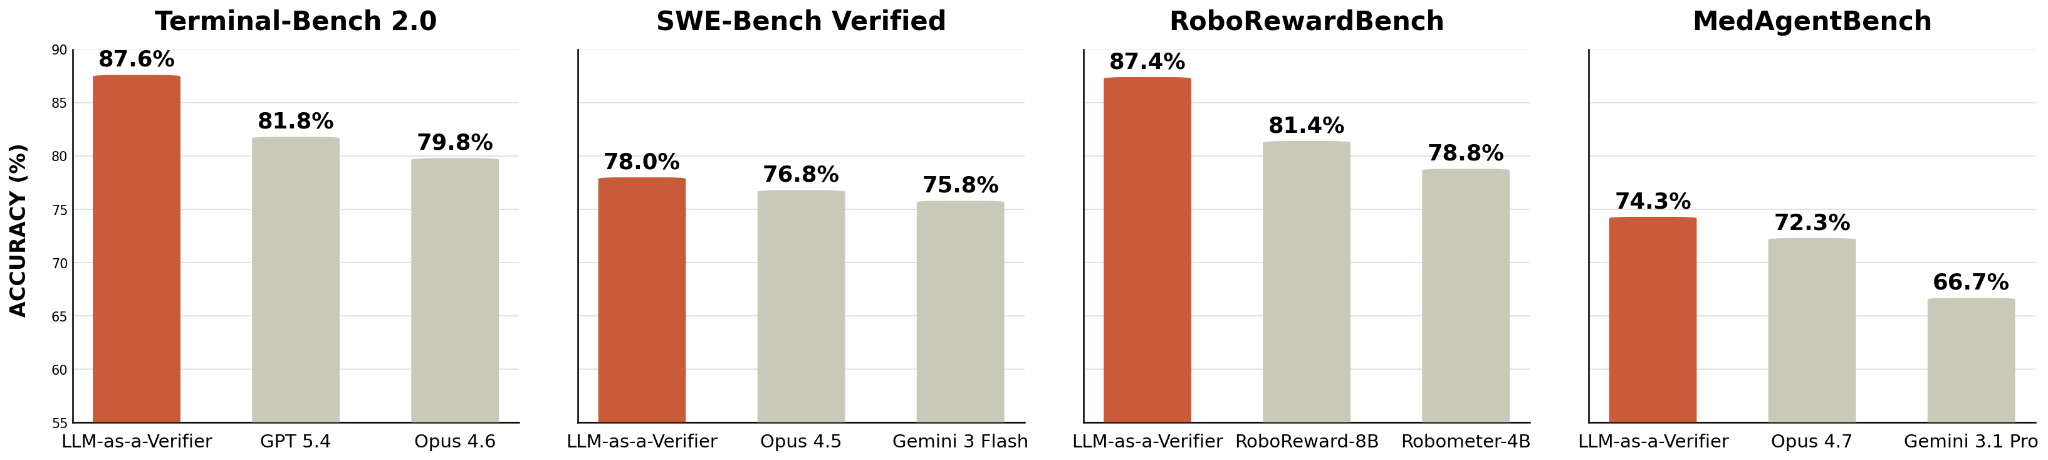 Terminal-Bench 2.0
SWE-Bench Verified
RoboRewardBench
MedAgentBench
ACCURACY (%)
90
85
80
75
70
65
60
55
87.6%
81.8%
79.8%
LLM-as-a-Verifier
GPT 5.4
Opus 4.6
78.0%
76.8%
75.8%
LLM-as-a-Verifier
Opus 4.5
Gemini 3 Flash
87.4%
81.4%
78.8%
LLM-as-a-Verifier
RoboReward-8B
Robometer-4B
74.3%
72.3%
66.7%
LLM-as-a-Verifier
Opus 4.7
Gemini 3.1 Pro